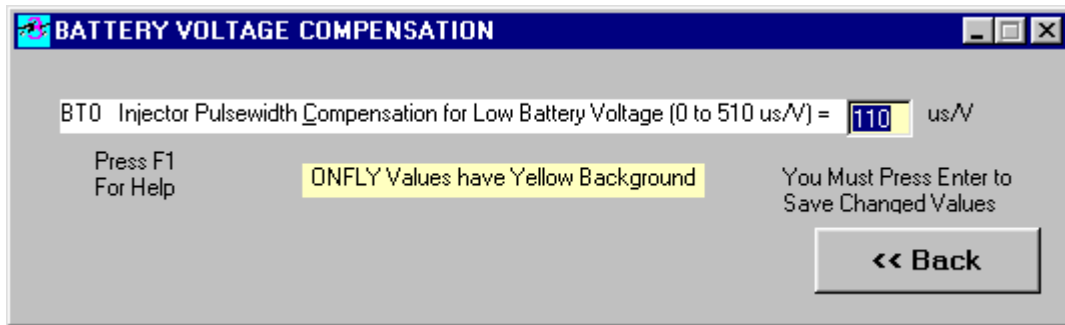 BATTERY VOLTAGE COMPENSATION
BT0 Injector Pulsewidth Compensation for Low Battery Voltage (0 to 510 us/V) = 110 us/V
Press F1
For Help
ONFLY Values have Yellow Background
You Must Press Enter to
Save Changed Values
<< Back